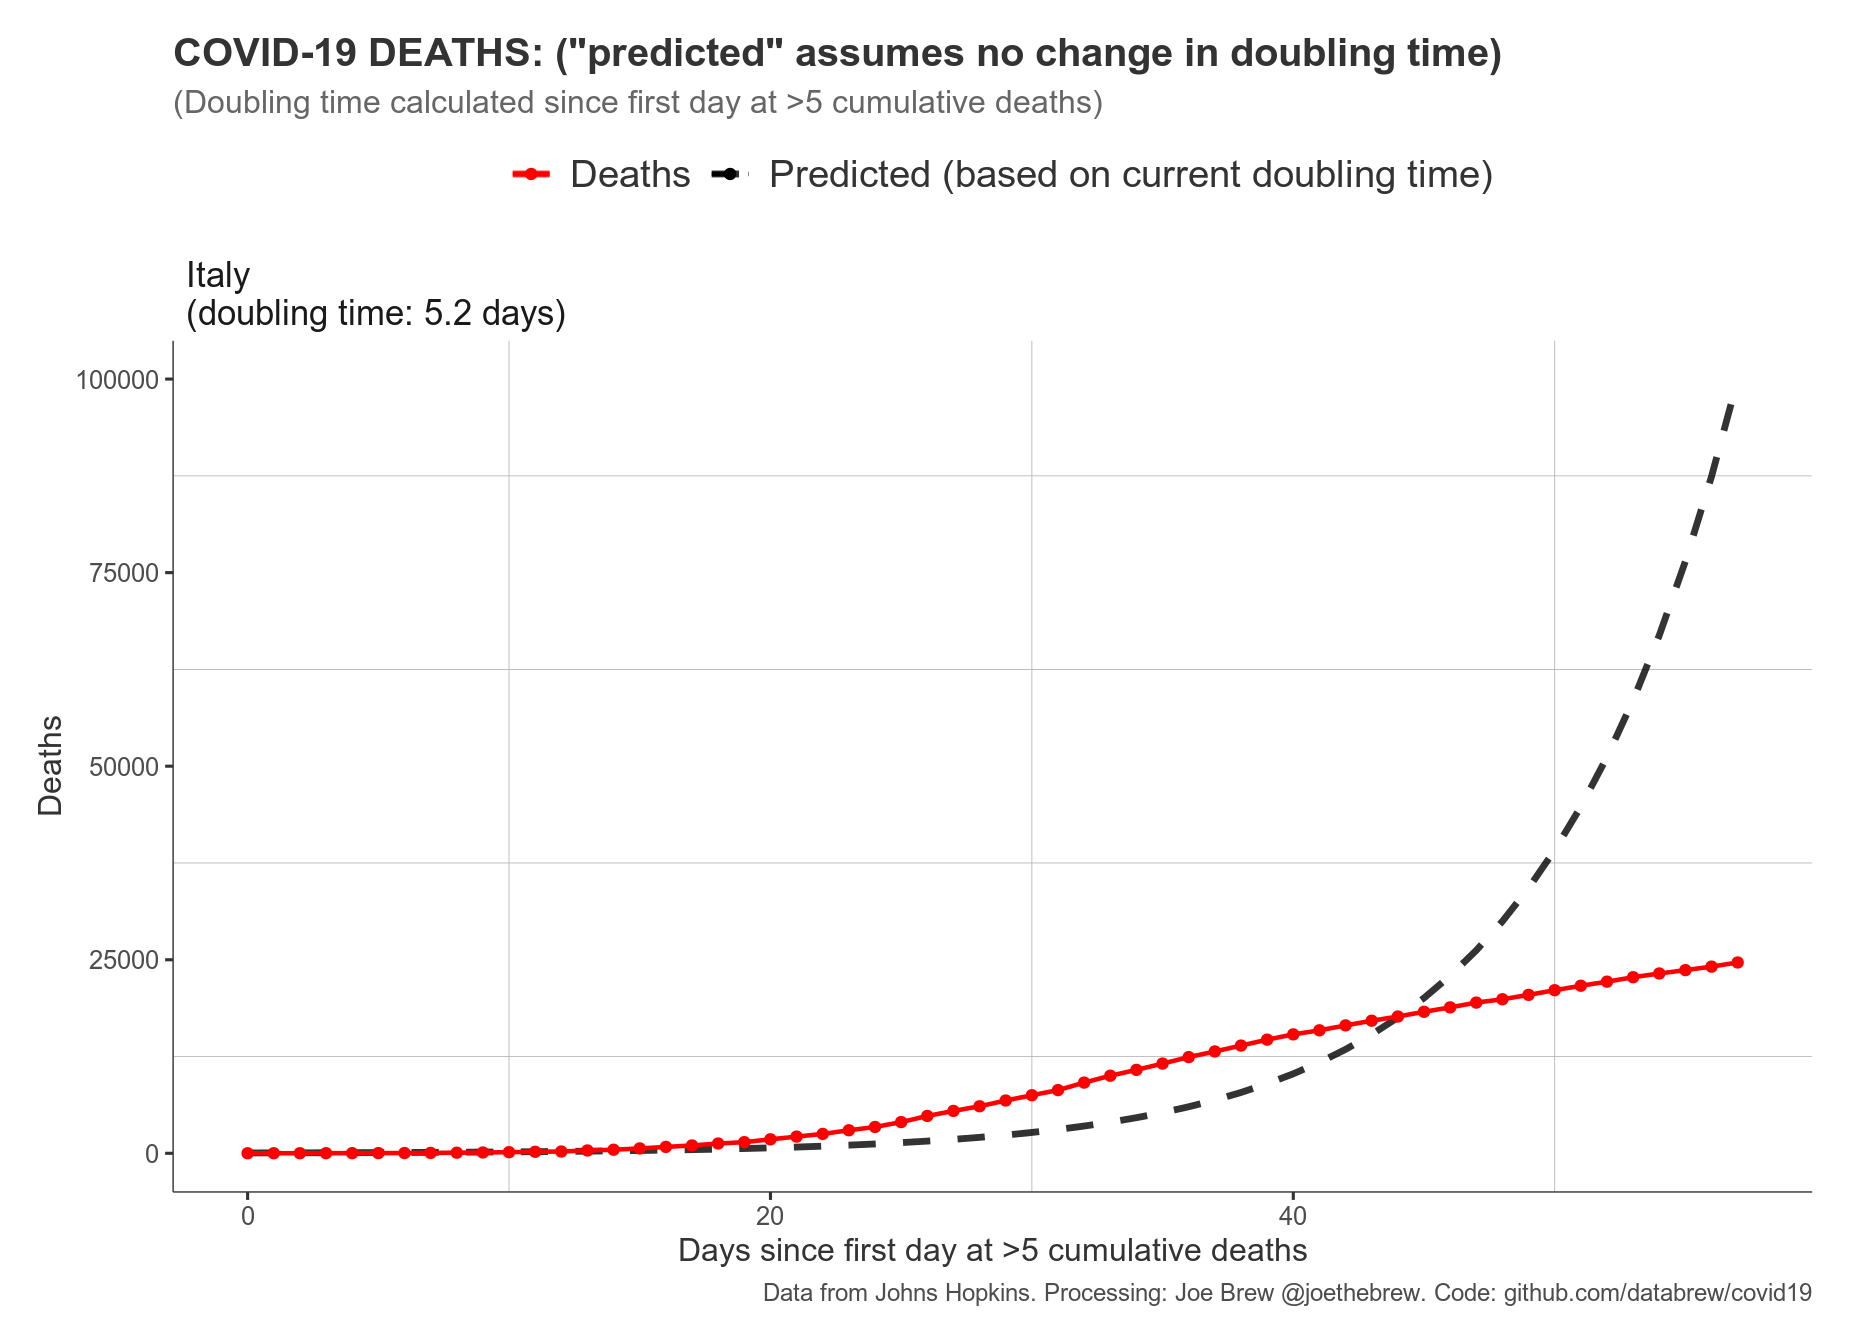 COVID-19 DEATHS: ("predicted" assumes no change in doubling time)
(Doubling time calculated since first day at >5 cumulative deaths)
Deaths Predicted (based on current doubling time)
Italy
(doubling time: 5.2 days)
100000
75000
50000
25000
0
Deaths
0 20 40
Days since first day at >5 cumulative deaths
Data from Johns Hopkins. Processing: Joe Brew @joethebrew. Code: github.com/databrew/covid19